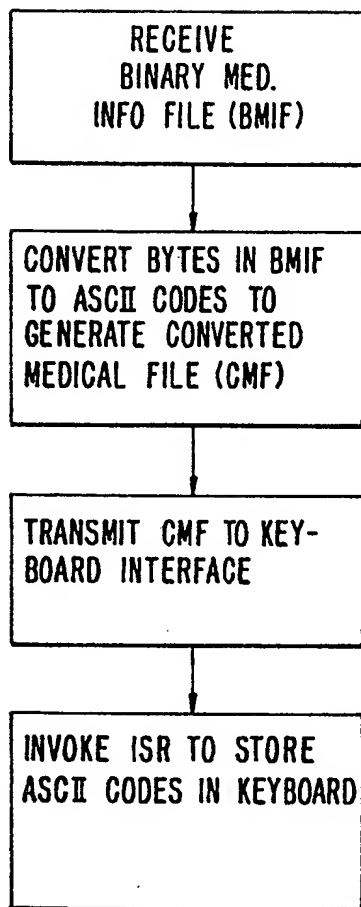 RECEIVE
BINARY MED.
INFO FILE (BMIF)
CONVERT BYTES IN BMIF
TO ASCII CODES TO
GENERATE CONVERTED
MEDICAL FILE (CMF)
TRANSMIT CMF TO KEY-
BOARD INTERFACE
INVOKE ISR TO STORE
ASCII CODES IN KEYBOARD